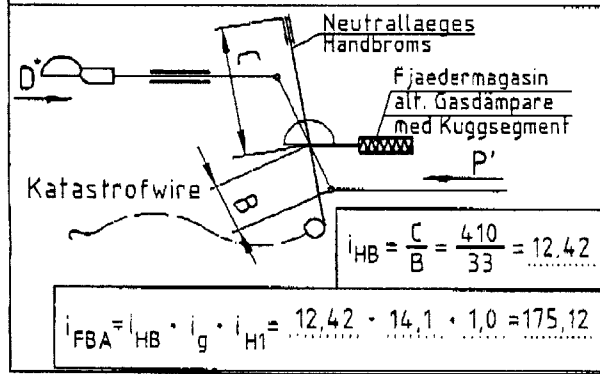 Neutrallaeges
Handbroms
D*
C
Fjaedermagasin
alt. Gasdämpare
med Kuggsegment
P'
Katastrofwire
B
i_HB = C/B = 410/33 = 12.42
i_FBA = i_HB · i_g · i_H1 = 12,42 · 14,1 · 1,0 = 175,12